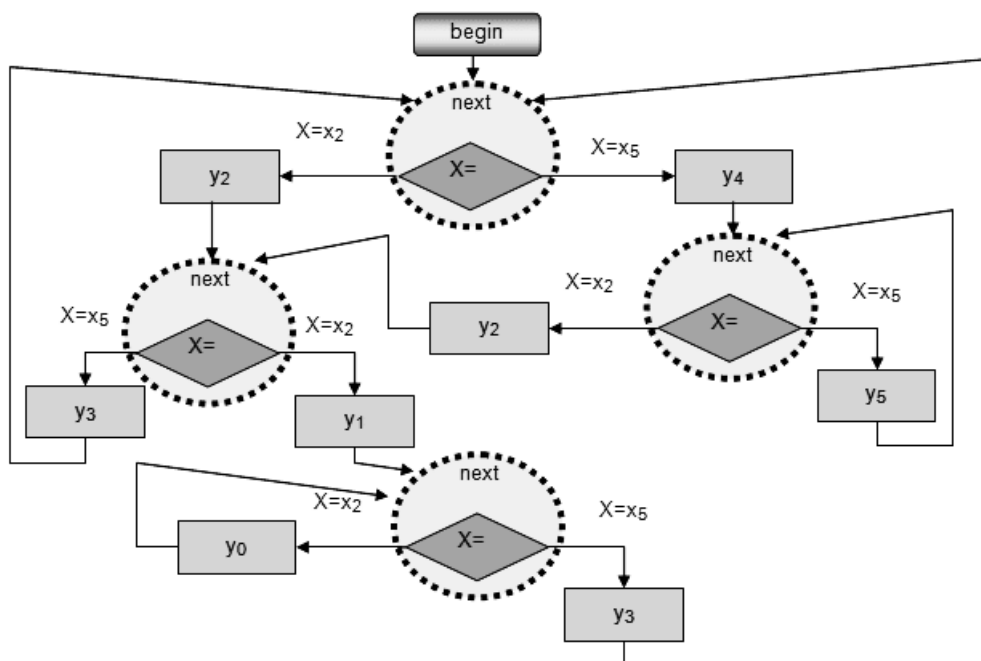 begin
next
X=x₂
X=
X=x₅
y₂
y₄
next
next
X=x₂
X=x₅
X=x₅
X=x₂
y₂
X=
X=
y₃
y₁
y₅
next
X=x₂
X=x₅
y₀
X=
y₃